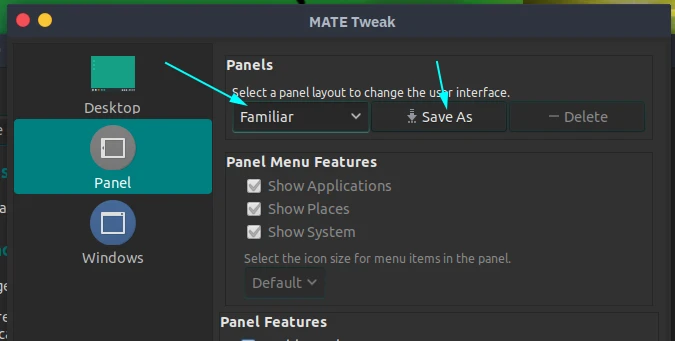 MATE Tweak
Desktop
Panel
Windows
Panels
Select a panel layout to change the user interface.
Familiar
Save As
Delete
Panel Menu Features
Show Applications
Show Places
Show System
Select the icon size for menu items in the panel.
Default
Panel Features